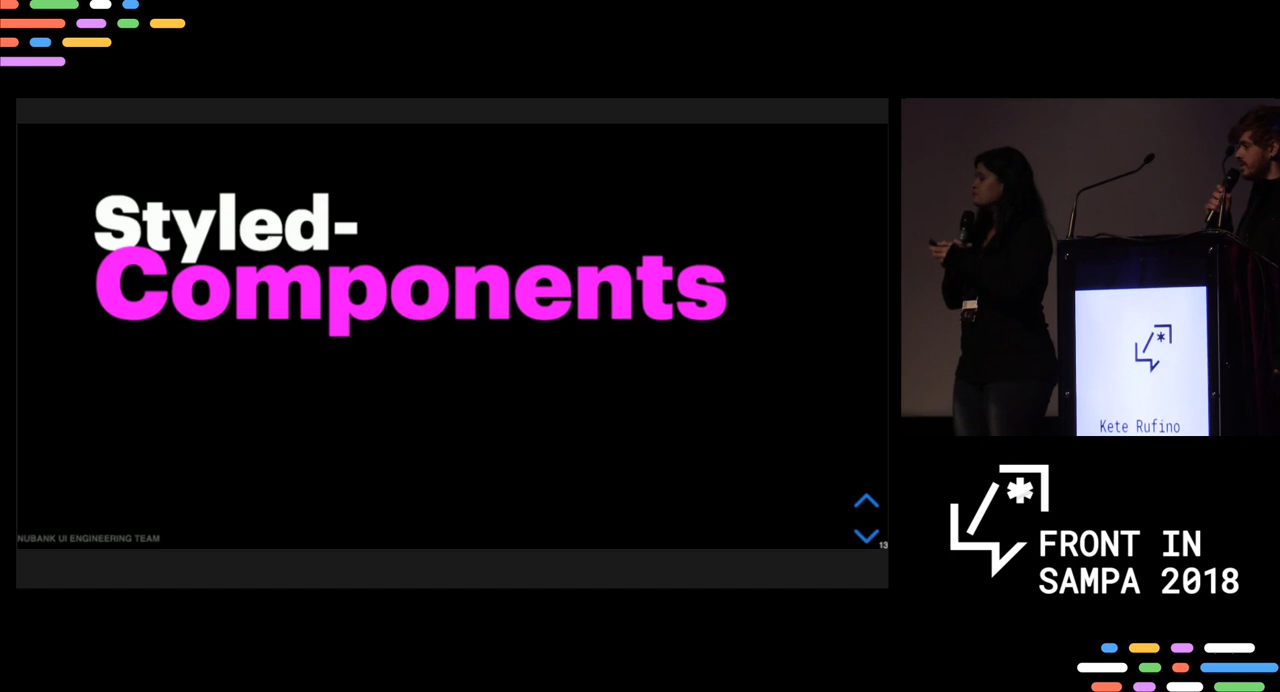 Styled-
Components
NUBANK UI ENGINEERING TEAM
13
Kete Rufino
FRONT IN
SAMPA 2018